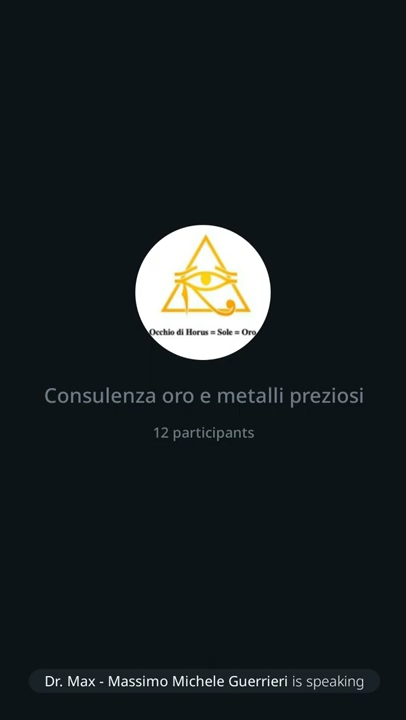 Occhio di Horus = Sole = Oro
Consulenza oro e metalli preziosi
12 participants
Dr. Max - Massimo Michele Guerrieri is speaking